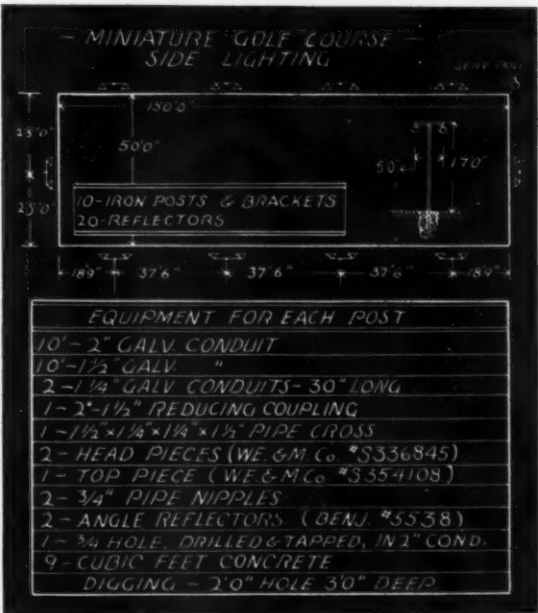 - MINIATURE GOLF COURSE -
SIDE LIGHTING
150'0"
25'0"
50'0"
5'0"
17'0"
25'0"
10-IRON POSTS & BRACKETS
20-REFLECTORS
18'9" 37'6" 37'6" 37'6" 18'9"
EQUIPMENT FOR EACH POST
10'-2" GALV. CONDUIT
10'-1½" GALV. "
2-1¼" GALV CONDUITS-30" LONG
1-2"-1½" REDUCING COUPLING
1-1½"x1¼"x1¼"x1½" PIPE CROSS
2-HEAD PIECES (WE.&M.Co. #S336845)
1-TOP PIECE (WE.&M.Co. #S354108)
2-3/4" PIPE NIPPLES
2-ANGLE REFLECTORS. (BENJ. #5538)
1-¾ HOLE, DRILLED & TAPPED, IN 2" COND.
9-CUBIC FEET CONCRETE
DIGGING - 2'0" HOLE 3'0" DEEP.